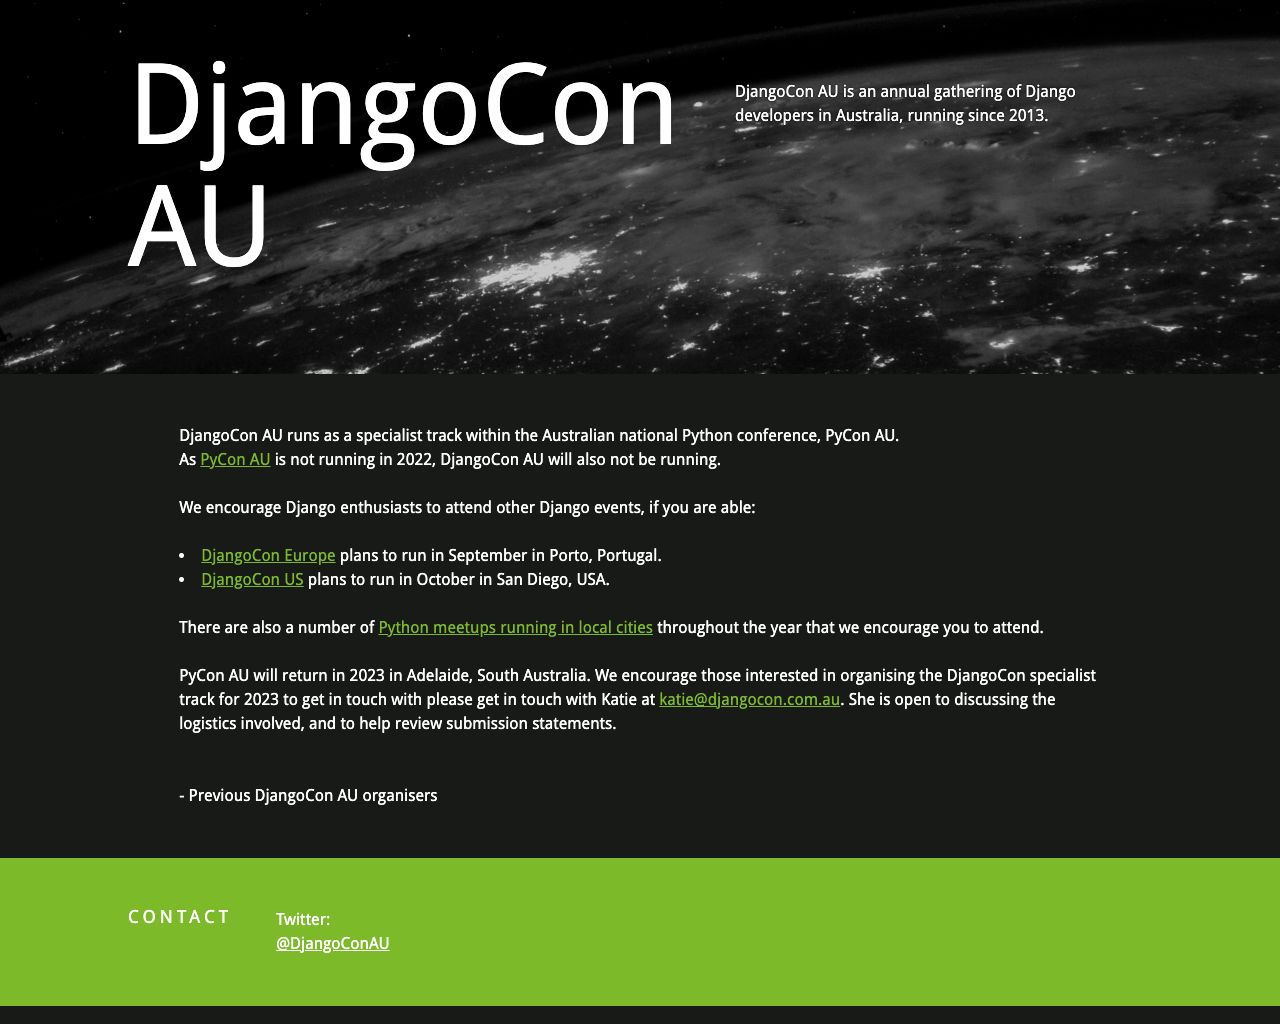 DjangoCon
AU
DjangoCon AU is an annual gathering of Django
developers in Australia, running since 2013.
DjangoCon AU runs as a specialist track within the Australian national Python conference, PyCon AU.
As PyCon AU is not running in 2022, DjangoCon AU will also not be running.
We encourage Django enthusiasts to attend other Django events, if you are able:
• DjangoCon Europe plans to run in September in Porto, Portugal.
• DjangoCon US plans to run in October in San Diego, USA.
There are also a number of Python meetups running in local cities throughout the year that we encourage you to attend.
PyCon AU will return in 2023 in Adelaide, South Australia. We encourage those interested in organising the DjangoCon specialist
track for 2023 to get in touch with please get in touch with Katie at katie@djangocon.com.au. She is open to discussing the
logistics involved, and to help review submission statements.
- Previous DjangoCon AU organisers
CONTACT
Twitter:
@DjangoConAU